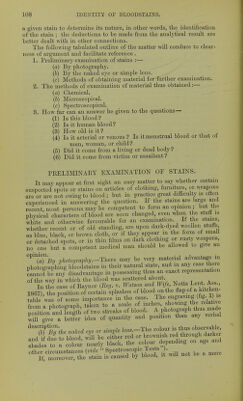 108 IDENTITY OF BLOODSTAINS.
a given stain to determine its nature, in other words, the identification
of the stain; the deductions to be made from the analytical result are
better dealt with in other connections.
The following tabulated outline of the matter will conduce to clear-
ness of argument and facilitate reference.
1. Preliminary examination of stains :—
(a) By photography.
(b) By the naked eye or simple lens.
(c) Methods of obtaining material for further examination.
2. The methods of examination of material thus obtained :—
(a) Chemical,
(b) Microscopical,
(c) Spectroscopical,
3. How far can an answer be given to the questions—
(1) Is this blood?
(2) Is it human blood?
(3) How old is it?
(4) Is it arterial or venous? Is it menstrual blood or that of
man, woman, or child?
(5) Did it come from a living or dead body?
(6) Did it come from victim or assailant?
PRELIMINARY EXAMINATION OF STAINS.
It may appear at first sight an easy matter to say whether certain
suspected spots or stains on articles of clothing, furniture, or weapons
are or are not owing to blood; but in practice great difficulty is often
experienced in answering the question. If the stains are large and
recent, most persons may be competent to form an opinion; but the
physical characters of blood are soon changed, even when the stuff is
white and otherwise favourable for an examination. If the stains,
whether recent or of old standing, are upon dark-dyed woollen stuffs,
as blue, black, or brown cloth, or if they appear in the form of small
or detached spots, or in thin films on dark clothing or rusty weapons,
no one but a competent medical man should be allowed to give an
opinion.
(a) By photography.—There may be very material advantage in
photographing bloodstains in their natural state, and in any case there
cannot be any disadvantage in possessing thus an exact representation
of the way in which the blood was scattered about.
In the case of Raynor (Reg. v. Watson and Wife, Notts Lent. Ass.,
1867), the position of certain splashes of blood on the flap of a kitchen-
table was of some importance in the case. The engraving (fig. 1) is
from a photograph, taken to a scale of inches, showing the relative
position and length of two streaks of blood. A photograph thus made
will give a better idea of quantity and position than any verbal
description.
(b) By the naked eye or simple lens.—The colour is thus observable,
and if due to blood, will be either red or brownish red through darker
shades to a colour nearly black, the colour depending on age and
other circumstances (vide " Spectroscopic Tests ").
If, moreover, the stain is caused by blood, it will not be a mere